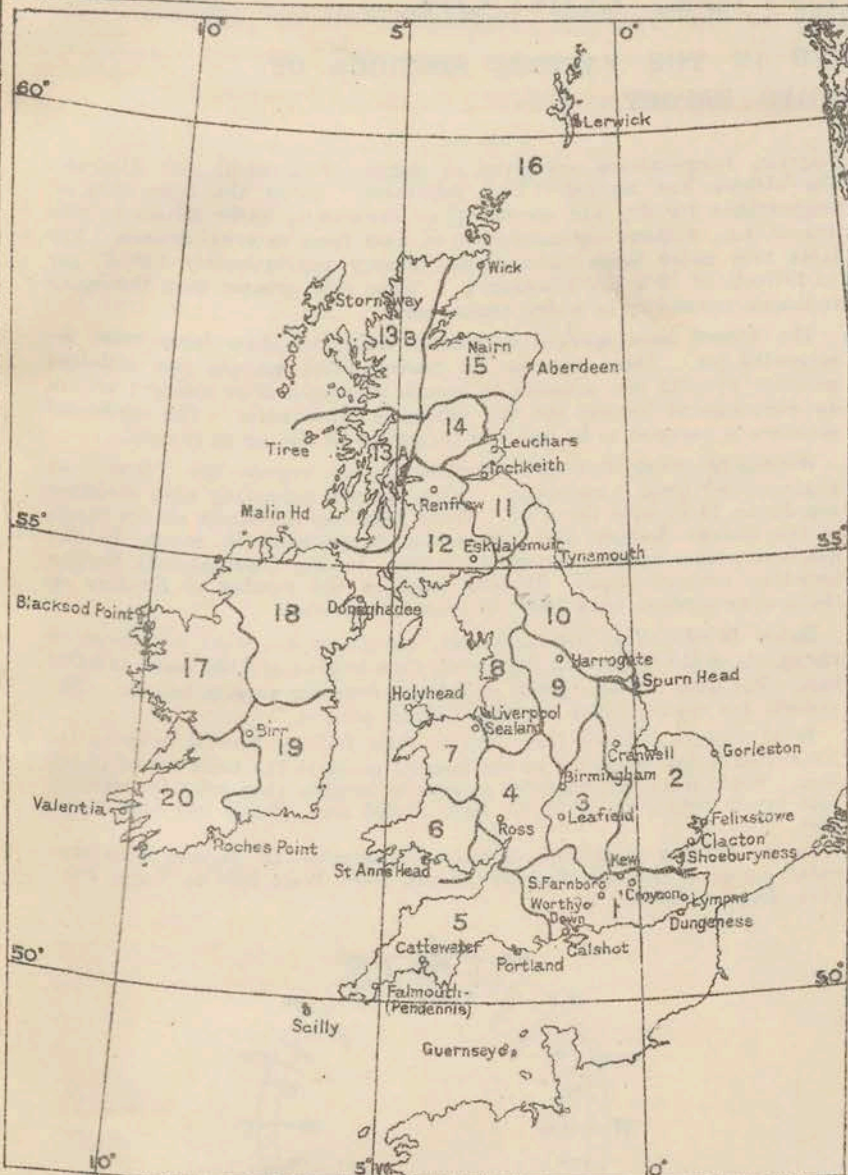 10° 5° 0° 5
60°
Lerwick
16
Wick
Stornoway
13B
Nairn
15
Aberdeen
14
Tiree
Leuchars
13A
Inchkeith
Renfrew
11
Malin Hd
55°
12
Eskdalemuir
Tynemouth
55°
Donaghadee
Blacksod Point
18
10
Harrogate
17
8
9
Spurn Head
Holyhead
Liverpool
Sealand
Birr
19
7
Cranwell
Gorleston
Birmingham
2
4
3
Valentia
20
Ross
Leafield
Felixstowe
6
Clacton
Roches Point
Shoeburyness
St Anns Head
Kew
S. Farnboro
Croydon
Lympne
Worthy
Down
1
Dungeness
5
Calshot
50°
Cattewater
Portland
50°
Falmouth-
(Pendennis)
Scilly
Guernsey
10° 5°W 0°